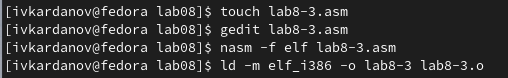 [ivkardanov@fedora lab08]$ touch lab8-3.asm
[ivkardanov@fedora lab08]$ gedit lab8-3.asm
[ivkardanov@fedora lab08]$ nasm -f elf lab8-3.asm
[ivkardanov@fedora lab08]$ ld -m elf_i386 -o lab8-3 lab8-3.o